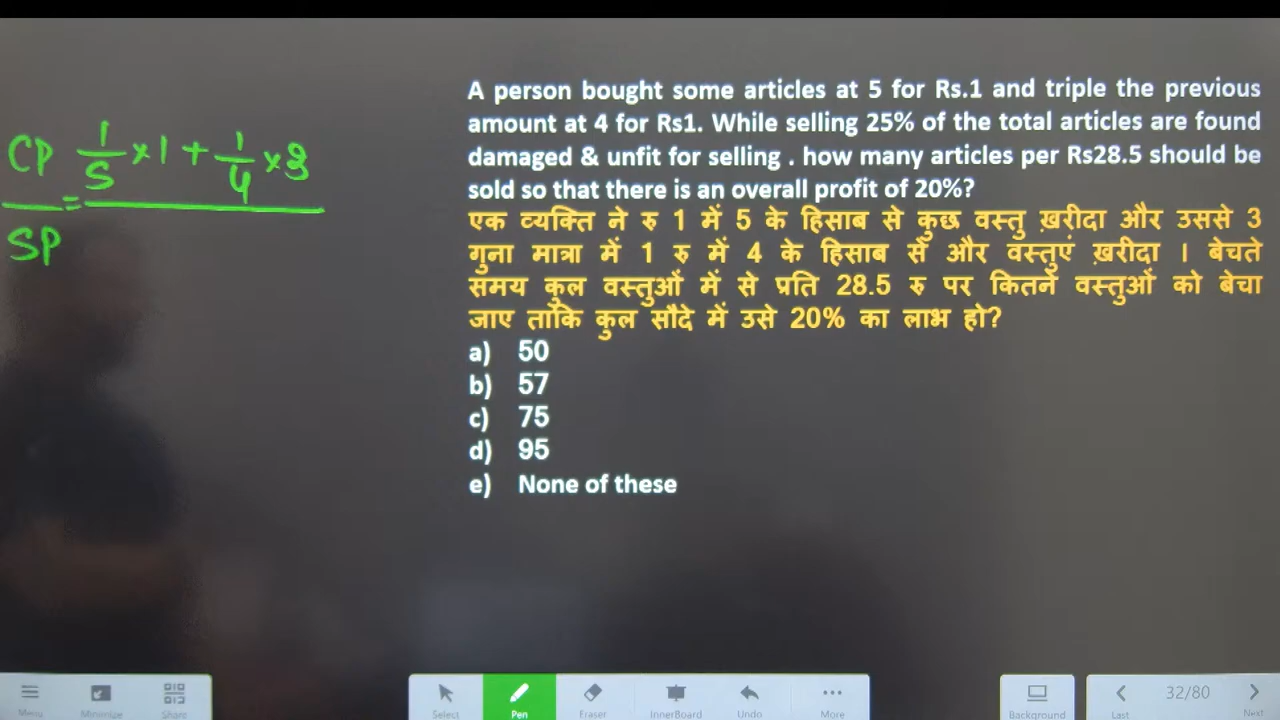 A person bought some articles at 5 for Rs.1 and triple the previous
amount at 4 for Rs1. While selling 25% of the total articles are found
damaged & unfit for selling . how many articles per Rs28.5 should be
sold so that there is an overall profit of 20%?
एक व्यक्ति ने रु 1 में 5 के हिसाब से कुछ वस्तु ख़रीदा और उससे 3
गुना मात्रा में 1 रु में 4 के हिसाब से और वस्तुएं ख़रीदा । बेचते
समय कुल वस्तुओं में से प्रति 28.5 रु पर कितने वस्तुओं को बेचा
जाए ताकि कुल सौदे में उसे 20% का लाभ हो?
a) 50
b) 57
c) 75
d) 95
e) None of these
CP/SP = (1/5 × 1 + 1/4 × 3)/
Menu
Minimize
Share
Select
Pen
Eraser
InnerBoard
Undo
More
Background
Last
32/80
Next